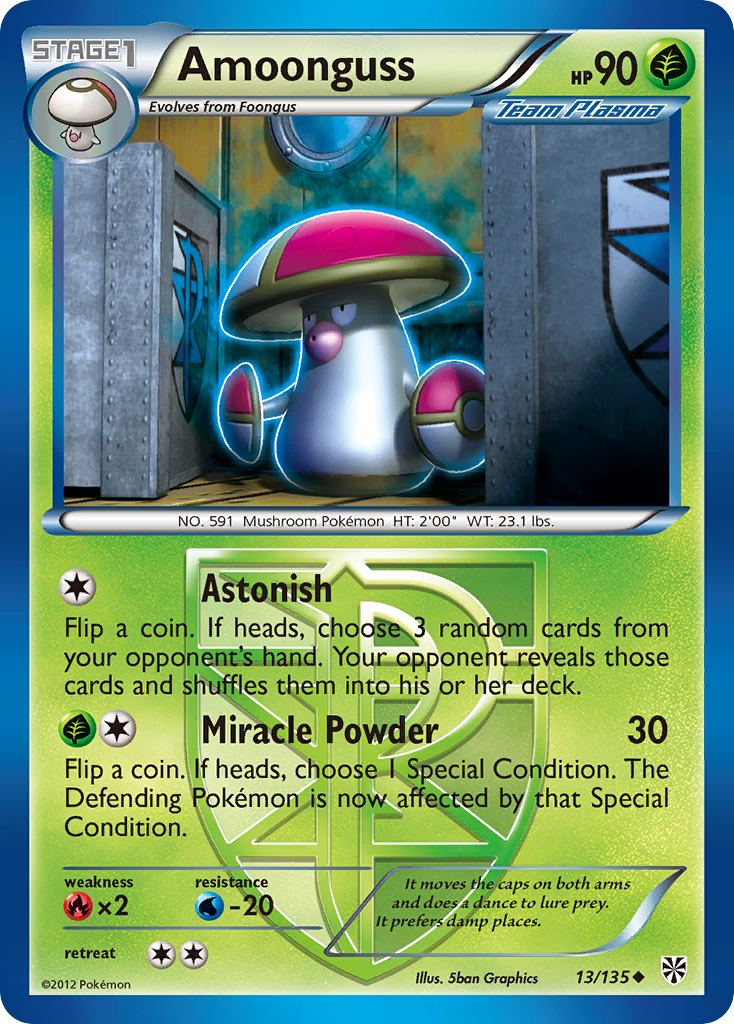 STAGE1
Amoonguss
HP 90
Evolves from Foongus
Team Plasma
NO. 591 Mushroom Pokémon HT: 2'00" WT: 23.1 lbs.
Astonish
Flip a coin. If heads, choose 3 random cards from
your opponent's hand. Your opponent reveals those
cards and shuffles them into his or her deck.
Miracle Powder 30
Flip a coin. If heads, choose 1 Special Condition. The
Defending Pokémon is now affected by that Special
Condition.
weakness
×2
resistance
-20
retreat
It moves the caps on both arms
and does a dance to lure prey.
It prefers damp places.
©2012 Pokémon
Illus. 5ban Graphics
13/135